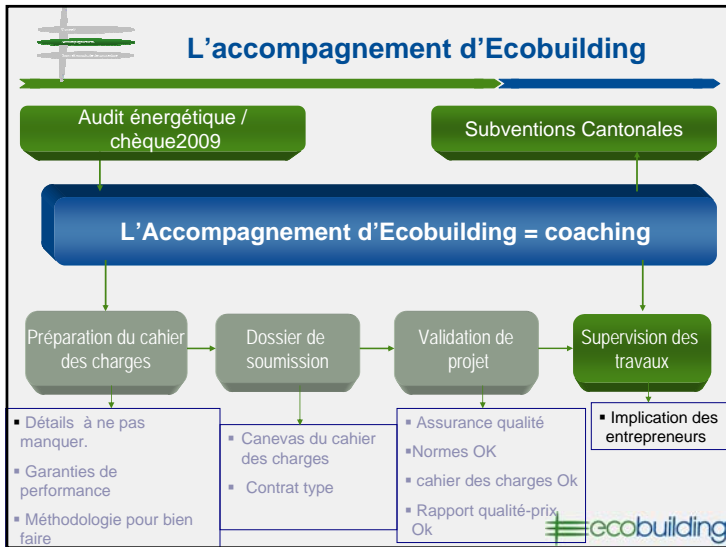 L'accompagnement d'Ecobuilding
Audit énergétique /
chèque2009
Subventions Cantonales
L'Accompagnement d'Ecobuilding = coaching
Préparation du cahier
des charges
Dossier de
soumission
Validation de
projet
Supervision des
travaux
▪ Détails à ne pas
manquer.
▪ Garanties de
performance
▪ Méthodologie pour bien
faire
▪ Canevas du cahier
des charges
▪ Contrat type
▪ Assurance qualité
▪Normes OK
▪ cahier des charges Ok
▪ Rapport qualité-prix
Ok
▪ Implication des
entrepreneurs
ecobuilding